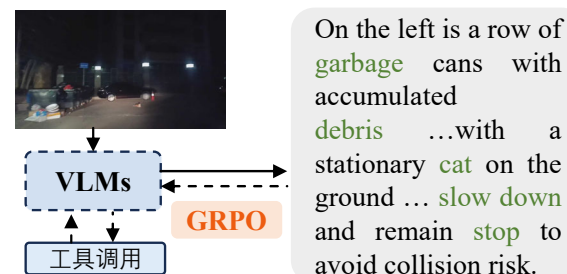 On the left is a row of
garbage cans with
accumulated
debris …with a
stationary cat on the
ground … slow down
and remain stop to
avoid collision risk.
VLMs
GRPO
工具调用